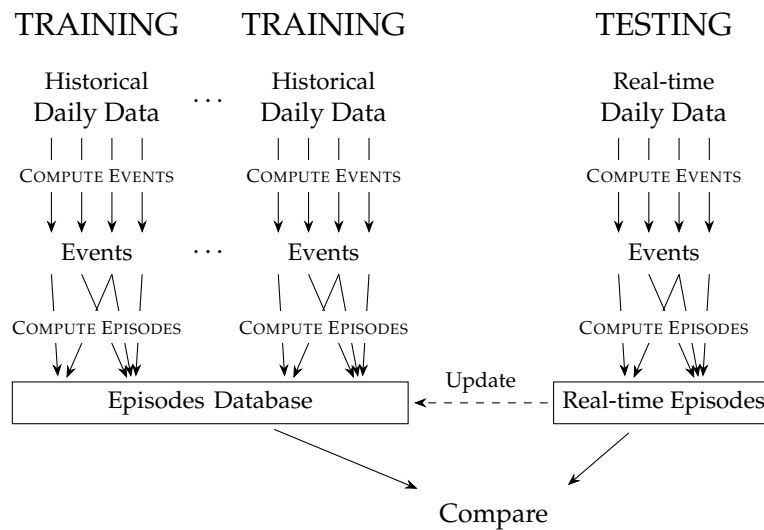 TRAINING TRAINING TESTING
Historical Historical Real-time
Daily Data ... Daily Data Daily Data
COMPUTE EVENTS COMPUTE EVENTS COMPUTE EVENTS
Events ... Events Events
COMPUTE EPISODES COMPUTE EPISODES COMPUTE EPISODES
Update
Episodes Database Real-time Episodes
Compare